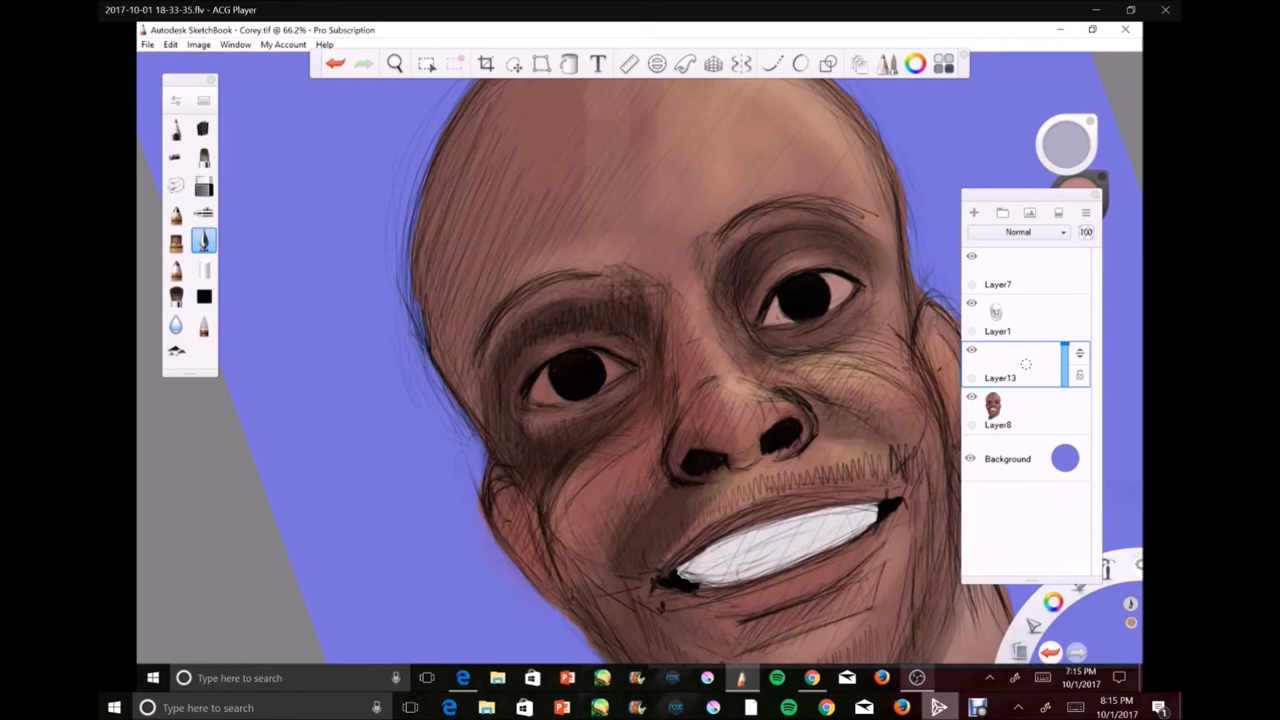 2017-10-01 18-33-35.flv - ACG Player
Autodesk SketchBook - Corey.tif @ 66.2% - Pro Subscription
File Edit Image Window My Account Help
T
Normal 100
Layer7
Layer1
Layer13
Layer8
Background
Type here to search
7:15 PM
10/1/2017
Type here to search
8:15 PM
10/1/2017